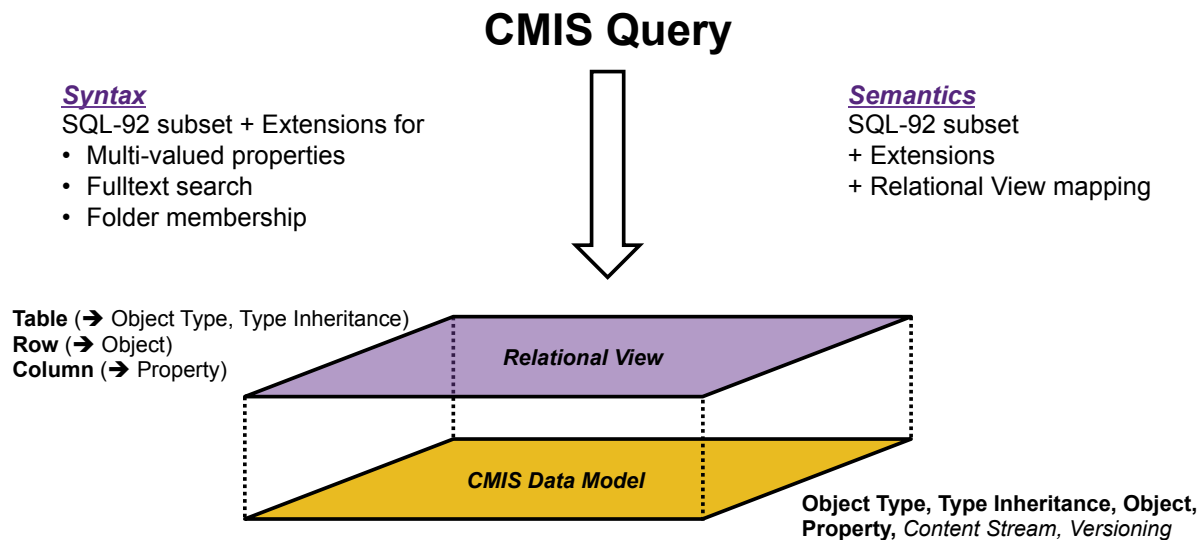 CMIS Query
Syntax
SQL-92 subset + Extensions for
• Multi-valued properties
• Fulltext search
• Folder membership
Semantics
SQL-92 subset
+ Extensions
+ Relational View mapping
Table (➔ Object Type, Type Inheritance)
Row (➔ Object)
Column (➔ Property)
Relational View
CMIS Data Model
Object Type, Type Inheritance, Object,
Property, Content Stream, Versioning